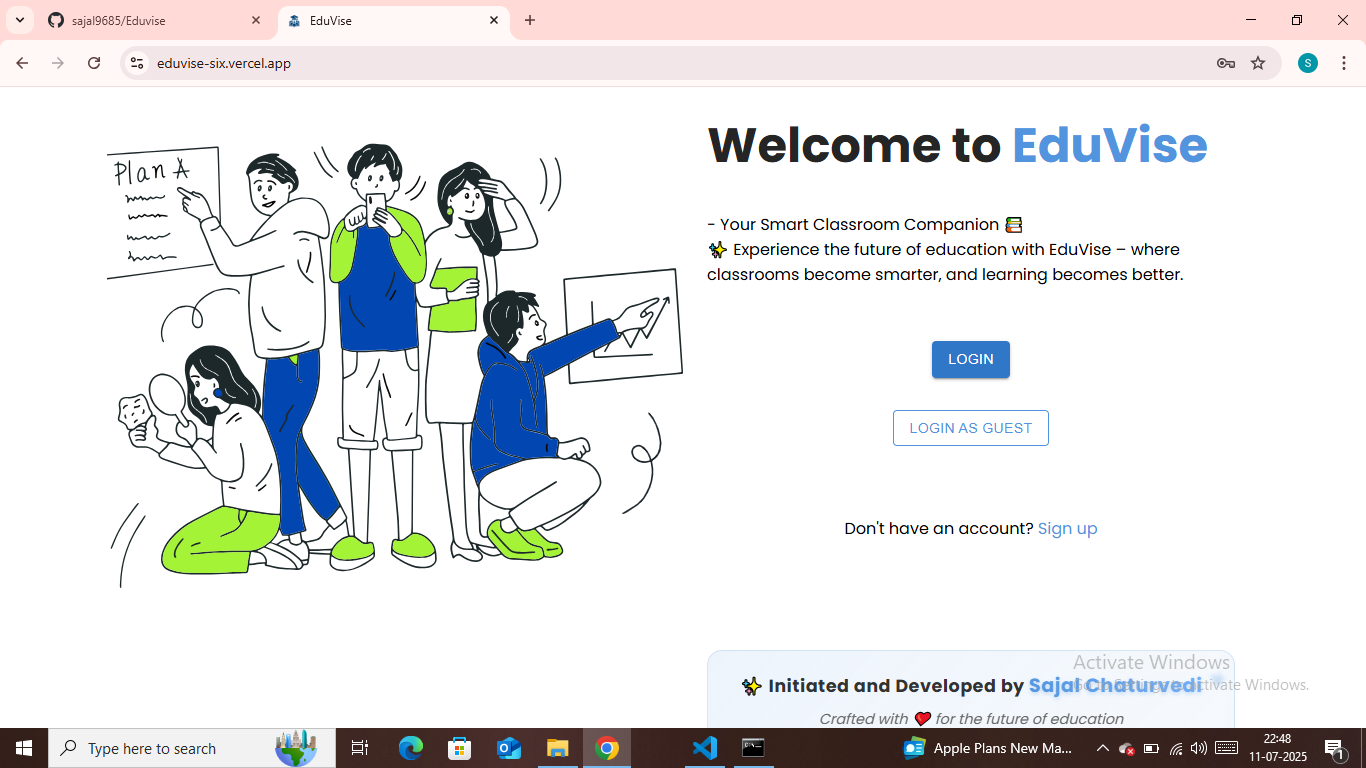 sajal9685/Eduvise
EduVise
eduvise-six.vercel.app
S
Plan A
Welcome to EduVise
- Your Smart Classroom Companion 📚
✨ Experience the future of education with EduVise – where
classrooms become smarter, and learning becomes better.
LOGIN
LOGIN AS GUEST
Don't have an account? Sign up
Activate Windows
Go to Settings to activate Windows.
✨ Initiated and Developed by Sajal Chaturvedi
Crafted with ❤️ for the future of education
Type here to search
Apple Plans New Ma...
22:48
11-07-2025
1